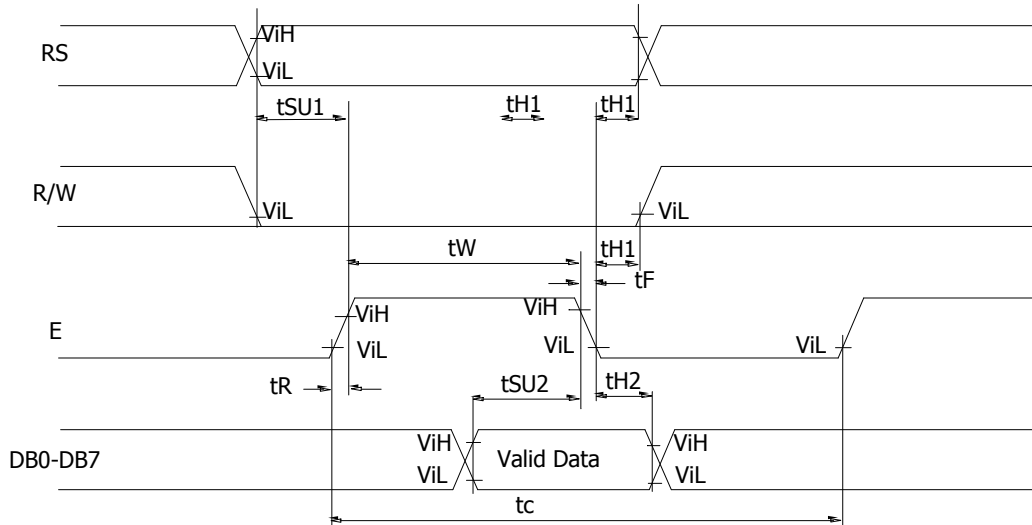 ViH
RS
ViL
tSU1 tH1 tH1
R/W
ViL ViL
tW tH1
tF
ViH ViH
E
ViL ViL ViL
tR tSU2 tH2
ViH ViH
DB0-DB7 Valid Data
ViL ViL
tc